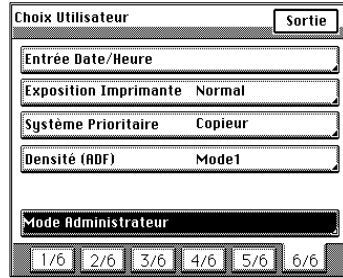 Choix Utilisateur Sortie
Entrée Date/Heure
Exposition Imprimante Normal
Système Prioritaire Copieur
Densité (ADF) Mode1
Mode Administrateur
1/6 2/6 3/6 4/6 5/6 6/6